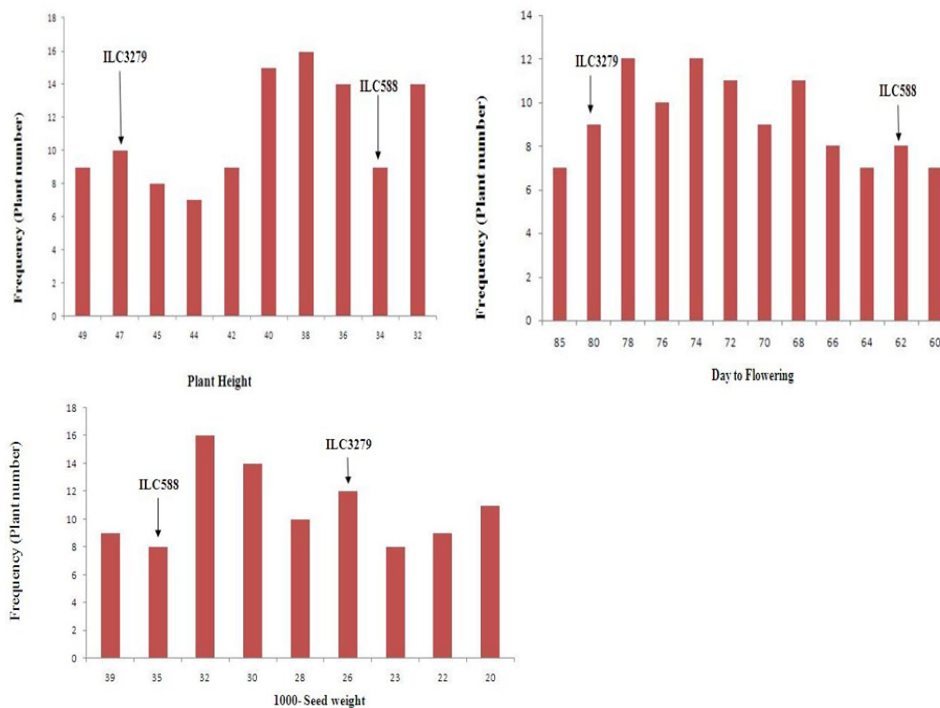 Frequency (Plant number)
18
16
14
12
10
8
6
4
2
0
ILC3279
ILC588
49 47 45 44 42 40 38 36 34 32
Plant Height
Frequency (Plant number)
14
12
10
8
6
4
2
0
ILC3279
ILC588
85 80 78 76 74 72 70 68 66 64 62 60
Day to Flowering
Frequency (Plant number)
18
16
14
12
10
8
6
4
2
0
ILC588
ILC3279
39 35 32 30 28 26 23 22 20
1000- Seed weight